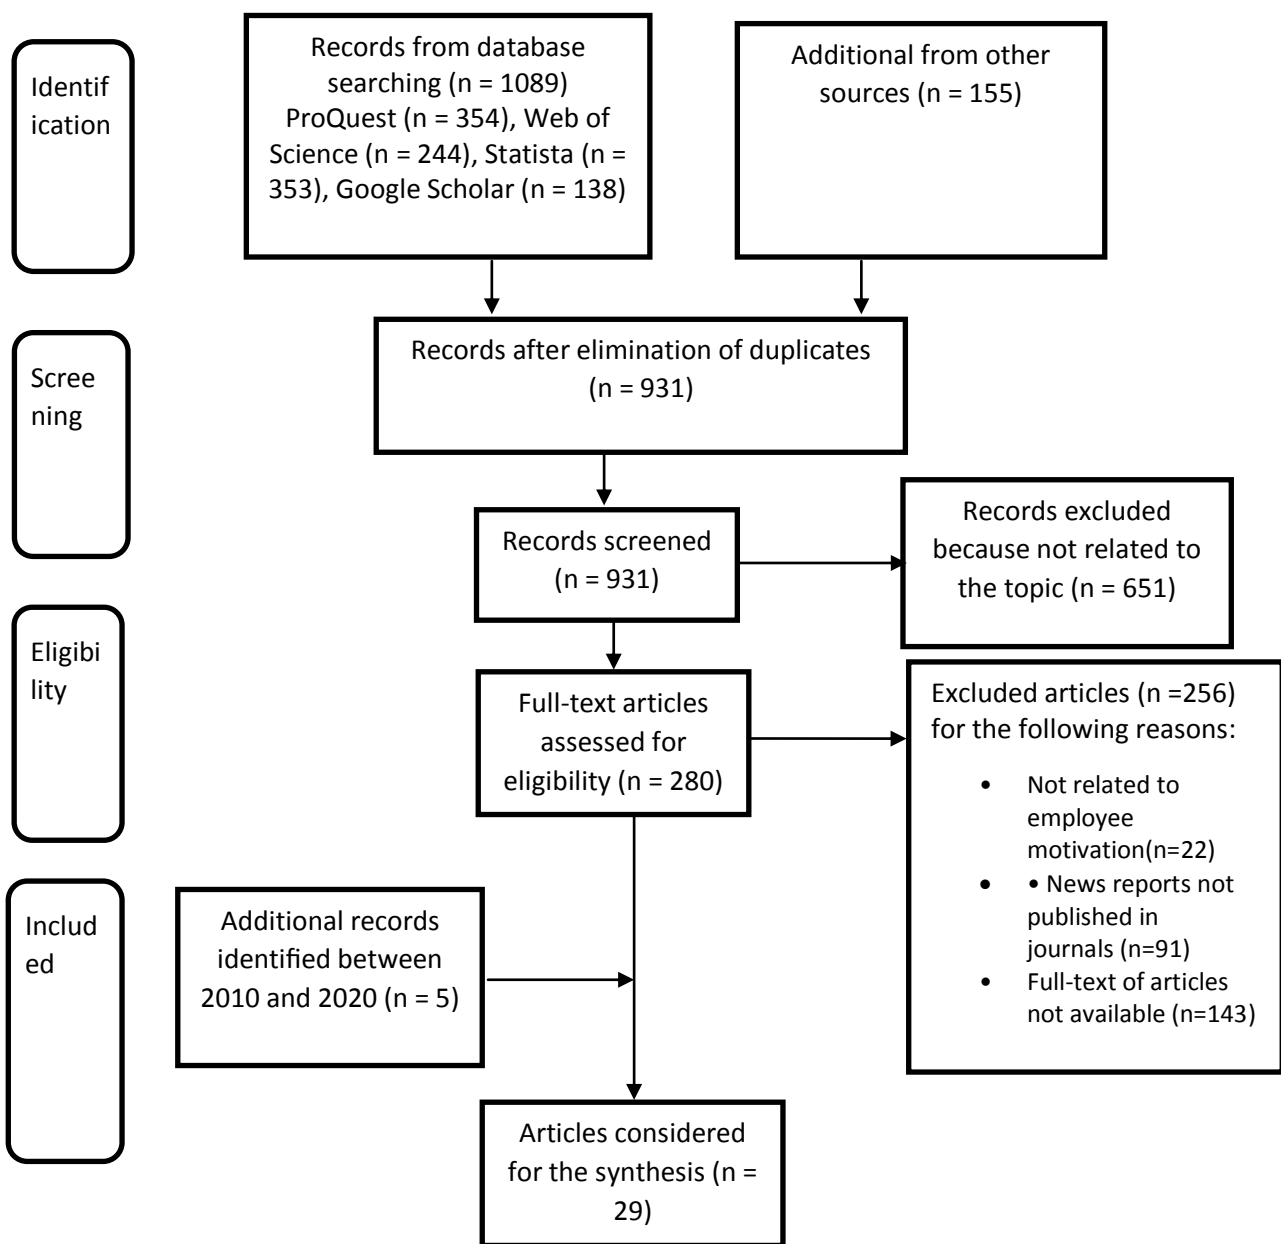 Identif
ication
Records from database
searching (n = 1089)
ProQuest (n = 354), Web of
Science (n = 244), Statista (n =
353), Google Scholar (n = 138)
Additional from other
sources (n = 155)
Scree
ning
Records after elimination of duplicates
(n = 931)
Records screened
(n = 931)
Records excluded
because not related to
the topic (n = 651)
Eligibi
lity
Full-text articles
assessed for
eligibility (n = 280)
Excluded articles (n =256)
for the following reasons:
• Not related to
employee
motivation(n=22)
• • News reports not
published in
journals (n=91)
• Full-text of articles
not available (n=143)
Includ
ed
Additional records
identified between
2010 and 2020 (n = 5)
Articles considered
for the synthesis (n =
29)